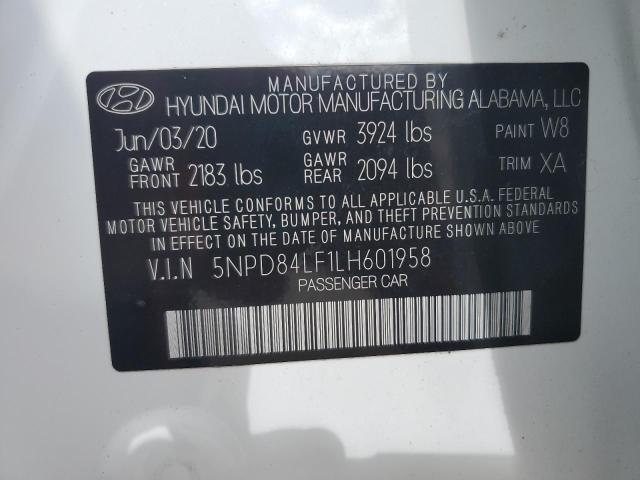 MANUFACTURED BY
HYUNDAI MOTOR MANUFACTURING ALABAMA, LLC
Jun/03/20 GVWR 3924 lbs PAINT W8
GAWR FRONT 2183 lbs GAWR REAR 2094 lbs TRIM XA
THIS VEHICLE CONFORMS TO ALL APPLICABLE U.S.A. FEDERAL
MOTOR VEHICLE SAFETY, BUMPER, AND THEFT PREVENTION STANDARDS
IN EFFECT ON THE DATE OF MANUFACTURE SHOWN ABOVE.
V.I.N 5NPD84LF1LH601958
PASSENGER CAR